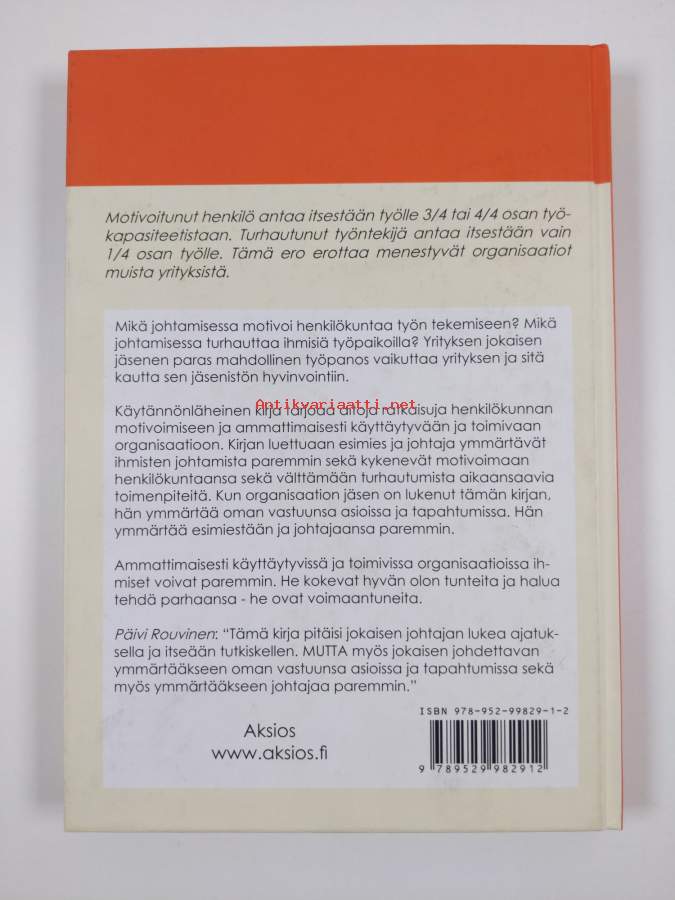 Motivoitunut henkilö antaa itsestään työlle 3/4 tai 4/4 osan työ-
kapasiteetistaan. Turhautunut työntekijä antaa itsestään vain
1/4 osan työlle. Tämä ero erottaa menestyvät organisaatiot
muista yrityksistä.
Mikä johtamisessa motivoi henkilökuntaa työn tekemiseen? Mikä
johtamisessa turhauttaa ihmisiä työpaikoilla? Yrityksen jokaisen
jäsenen paras mahdollinen työpanos vaikuttaa yrityksen ja sitä
kautta sen jäsenistön hyvinvointiin.
Antikvariaatti.net
Käytännönläheinen kirja tarjoaa aitoja ratkaisuja henkilökunnan
motivoimiseen ja ammattimaisesti käyttäytyvään ja toimivaan
organisaatioon. Kirjan luettuaan esimies ja johtaja ymmärtävät
ihmisten johtamista paremmin sekä kykenevät motivoimaan
henkilökuntaansa sekä välttämään turhautumista aikaansaavia
toimenpiteitä. Kun organisaation jäsen on lukenut tämän kirjan,
hän ymmärtää oman vastuunsa asioissa ja tapahtumissa. Hän
ymmärtää esimiestään ja johtajaansa paremmin.
Ammattimaisesti käyttäytyvissä ja toimivissa organisaatioissa ih-
miset voivat paremmin. He kokevat hyvän olon tunteita ja halua
tehdä parhaansa - he ovat voimaantuneita.
Päivi Rouvinen: “Tämä kirja pitäisi jokaisen johtajan lukea ajatuk-
sella ja itseään tutkiskellen. MUTTA myös jokaisen johdettavan
ymmärtääkseen oman vastuunsa asioissa ja tapahtumissa sekä
myös ymmärtääkseen johtajaa paremmin.”
ISBN 978-952-99829-1-2
Aksios
www.aksios.fi
9 789529 982912